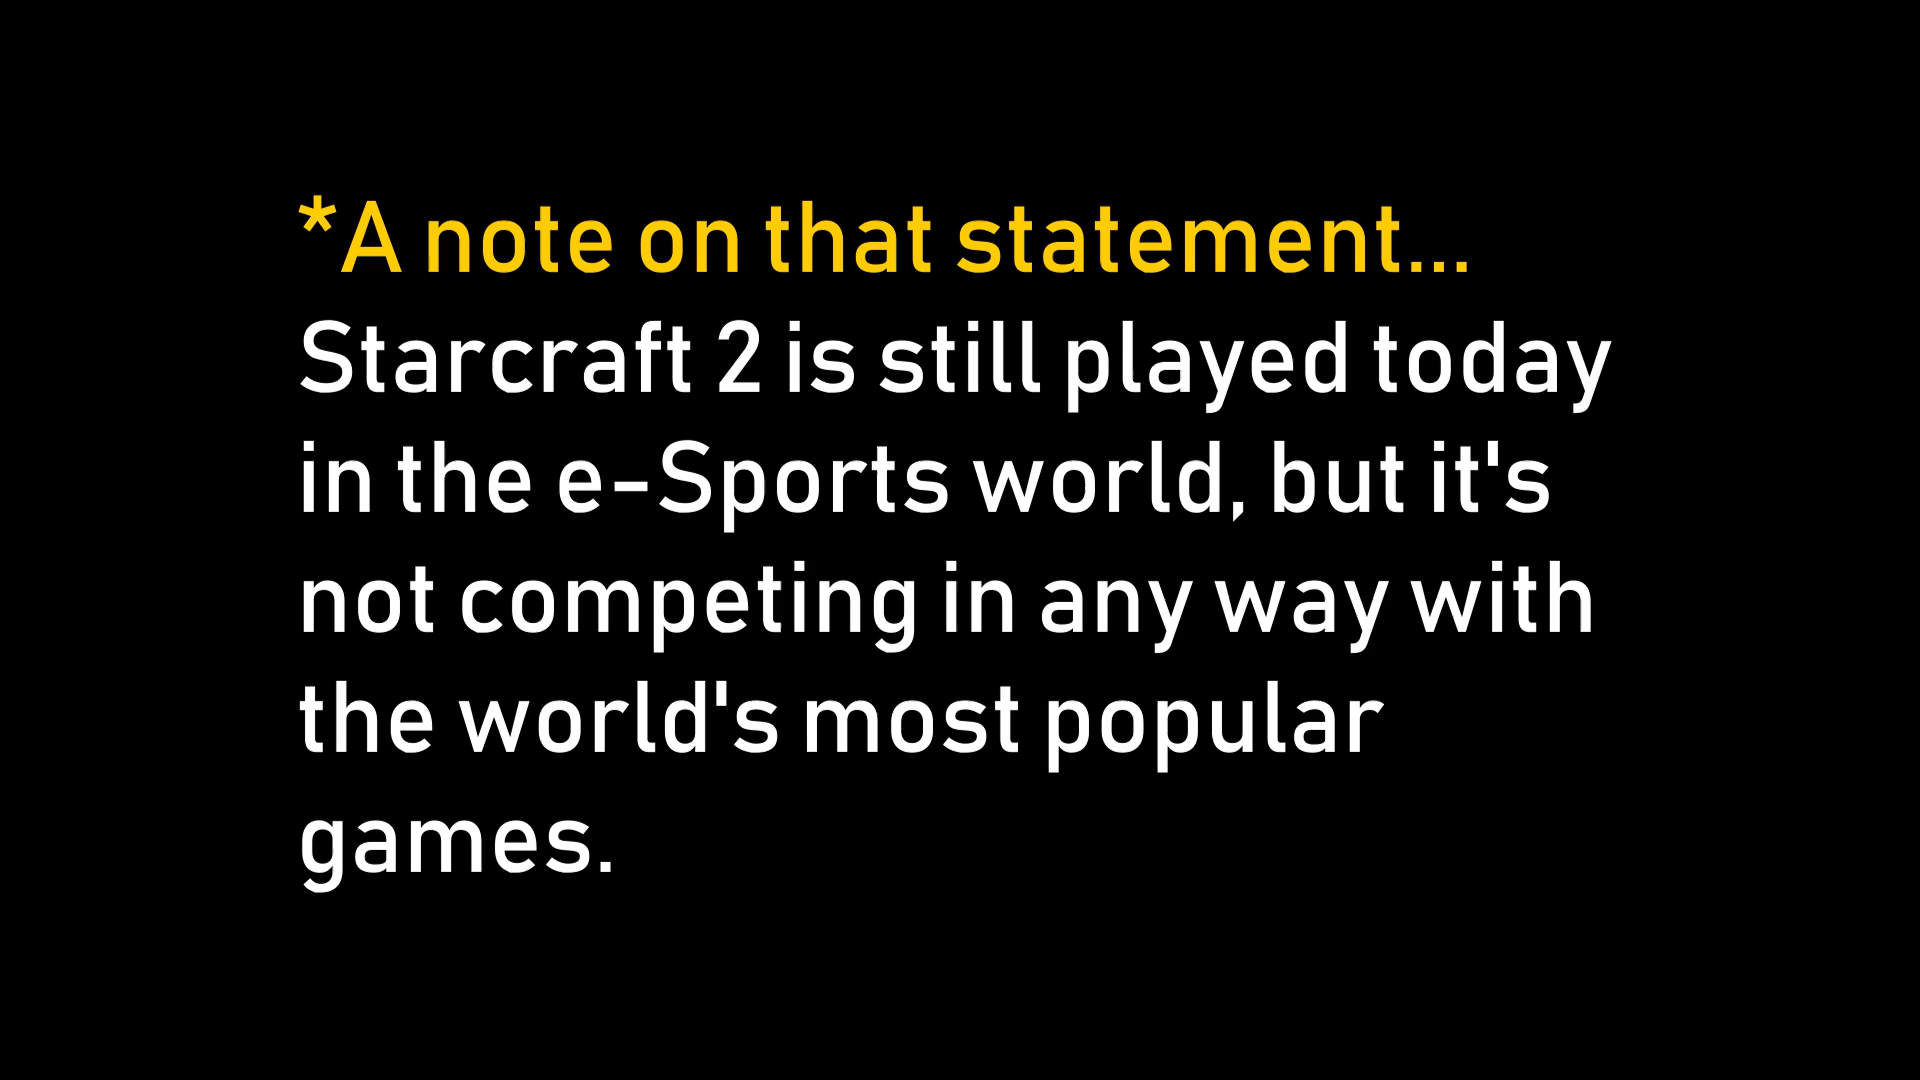 *A note on that statement...
Starcraft 2 is still played today
in the e-Sports world, but it's
not competing in any way with
the world's most popular
games.